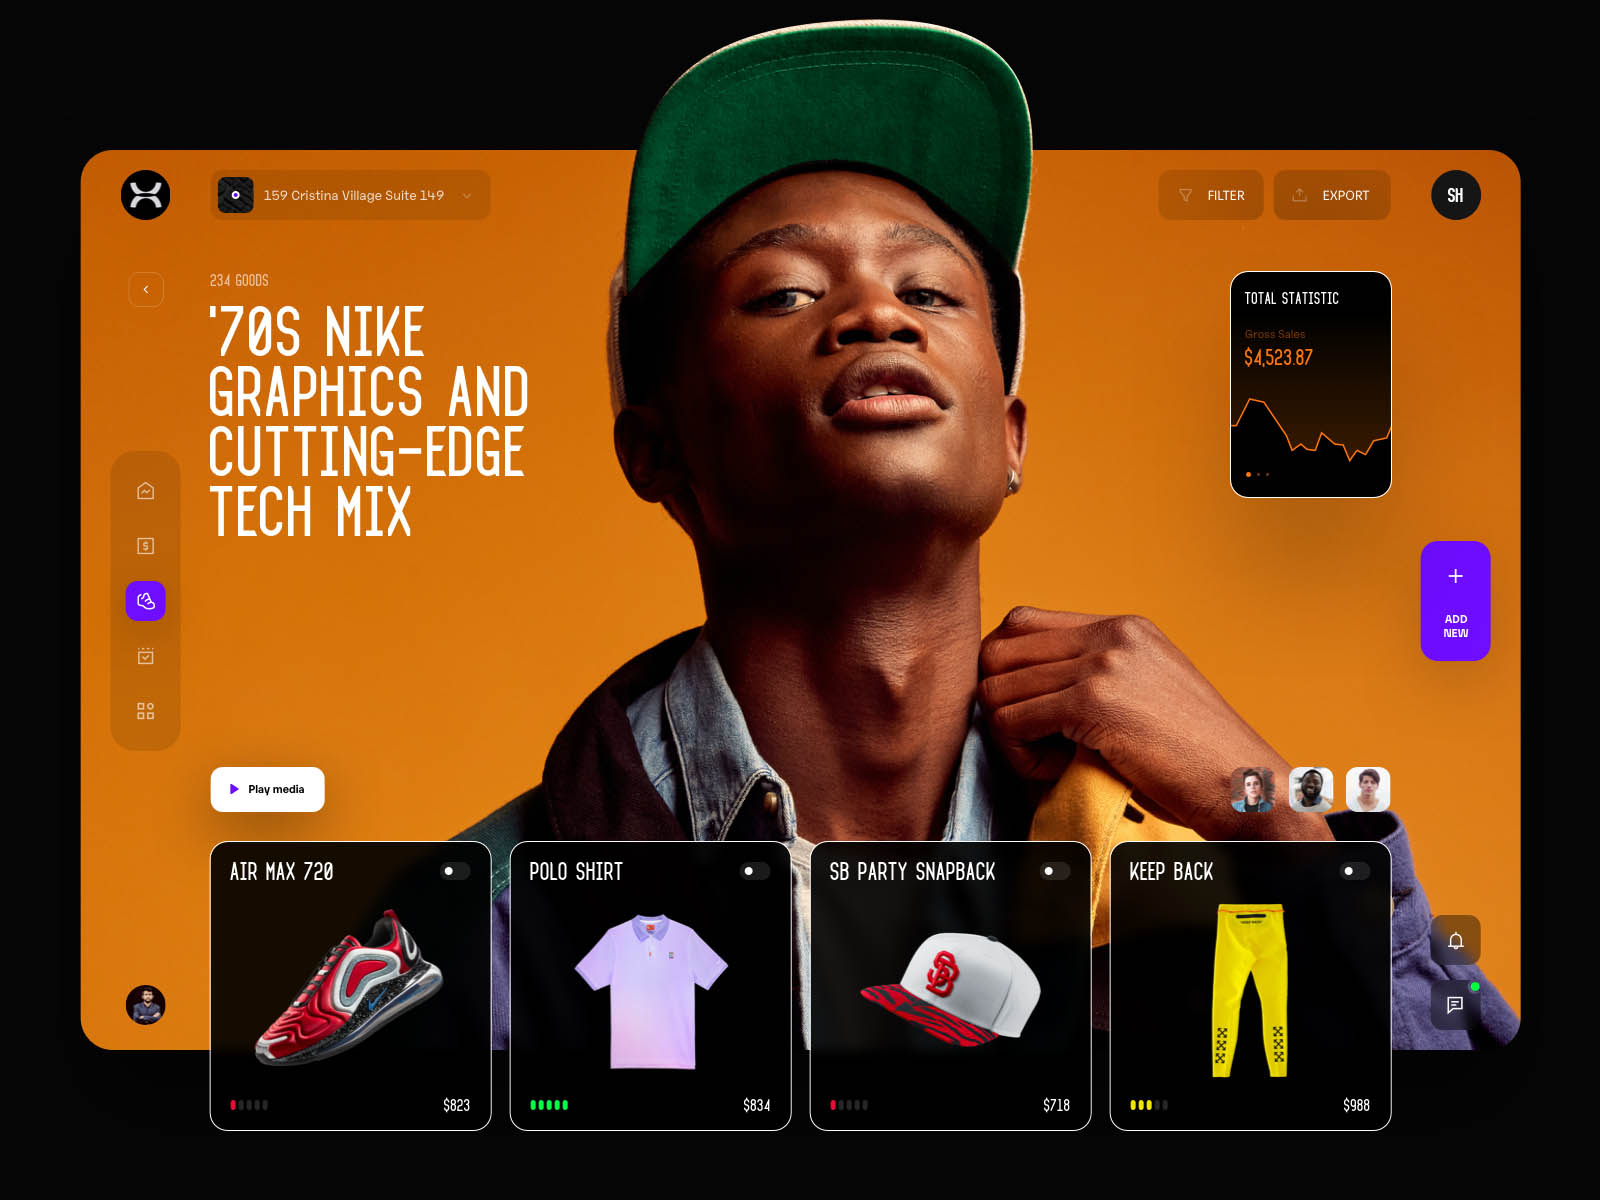 159 Cristina Village Suite 149
FILTER
EXPORT
SH
234 GOODS
'70S NIKE
GRAPHICS AND
CUTTING-EDGE
TECH MIX
TOTAL STATISTIC
Gross Sales
$4,523.87
ADD
NEW
Play media
AIR MAX 720
POLO SHIRT
SB PARTY SNAPBACK
KEEP BACK
SB
$823
$834
$718
$988